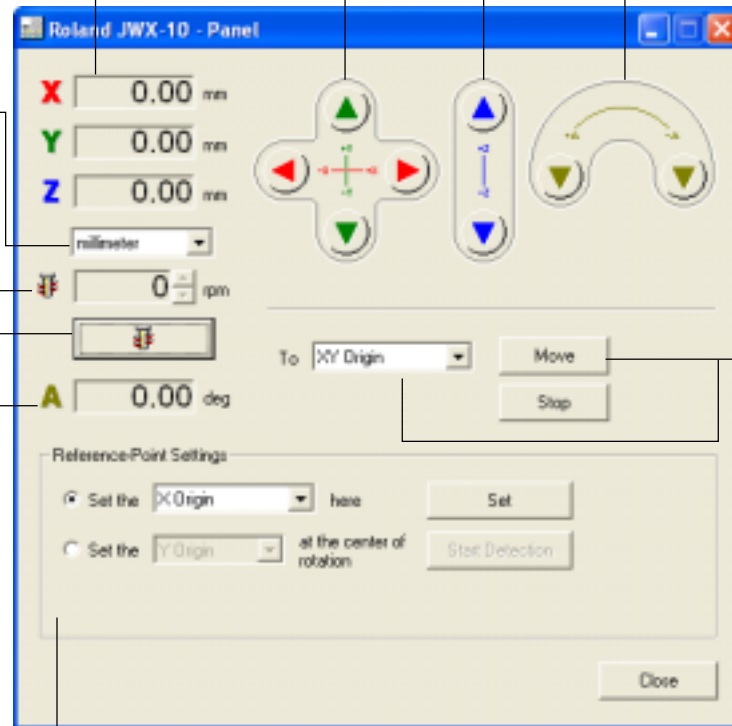 Roland JWX-10 - Panel
X 0.00 mm
Y 0.00 mm
Z 0.00 mm
millimeter
0 rpm
To XY Origin Move
Stop
A 0.00 deg
Reference-Point Settings
Set the X Origin here Set
Set the Y Origin at the center of rotation Start Detection
Close